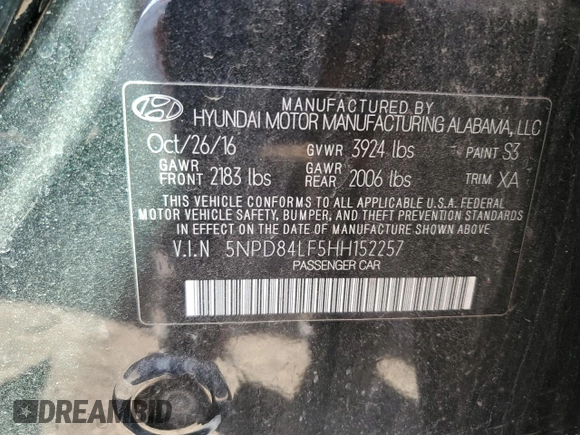 MANUFACTURED BY
HYUNDAI MOTOR MANUFACTURING ALABAMA, LLC
Oct/26/16 GVWR 3924 lbs PAINT S3
GAWR FRONT 2183 lbs GAWR REAR 2006 lbs TRIM XA
THIS VEHICLE CONFORMS TO ALL APPLICABLE U.S.A. FEDERAL
MOTOR VEHICLE SAFETY, BUMPER, AND THEFT PREVENTION STANDARDS
IN EFFECT ON THE DATE OF MANUFACTURE SHOWN ABOVE.
V.I.N 5NPD84LF5HH152257
PASSENGER CAR
DREAMBID